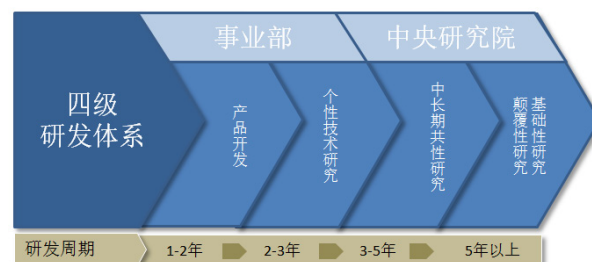 四级
研发体系
事业部
中央研究院
产品开发
个性技术研究
中长期共性研究
基础性研究
颠覆性研究
研发周期
1-2年
2-3年
3-5年
5年以上